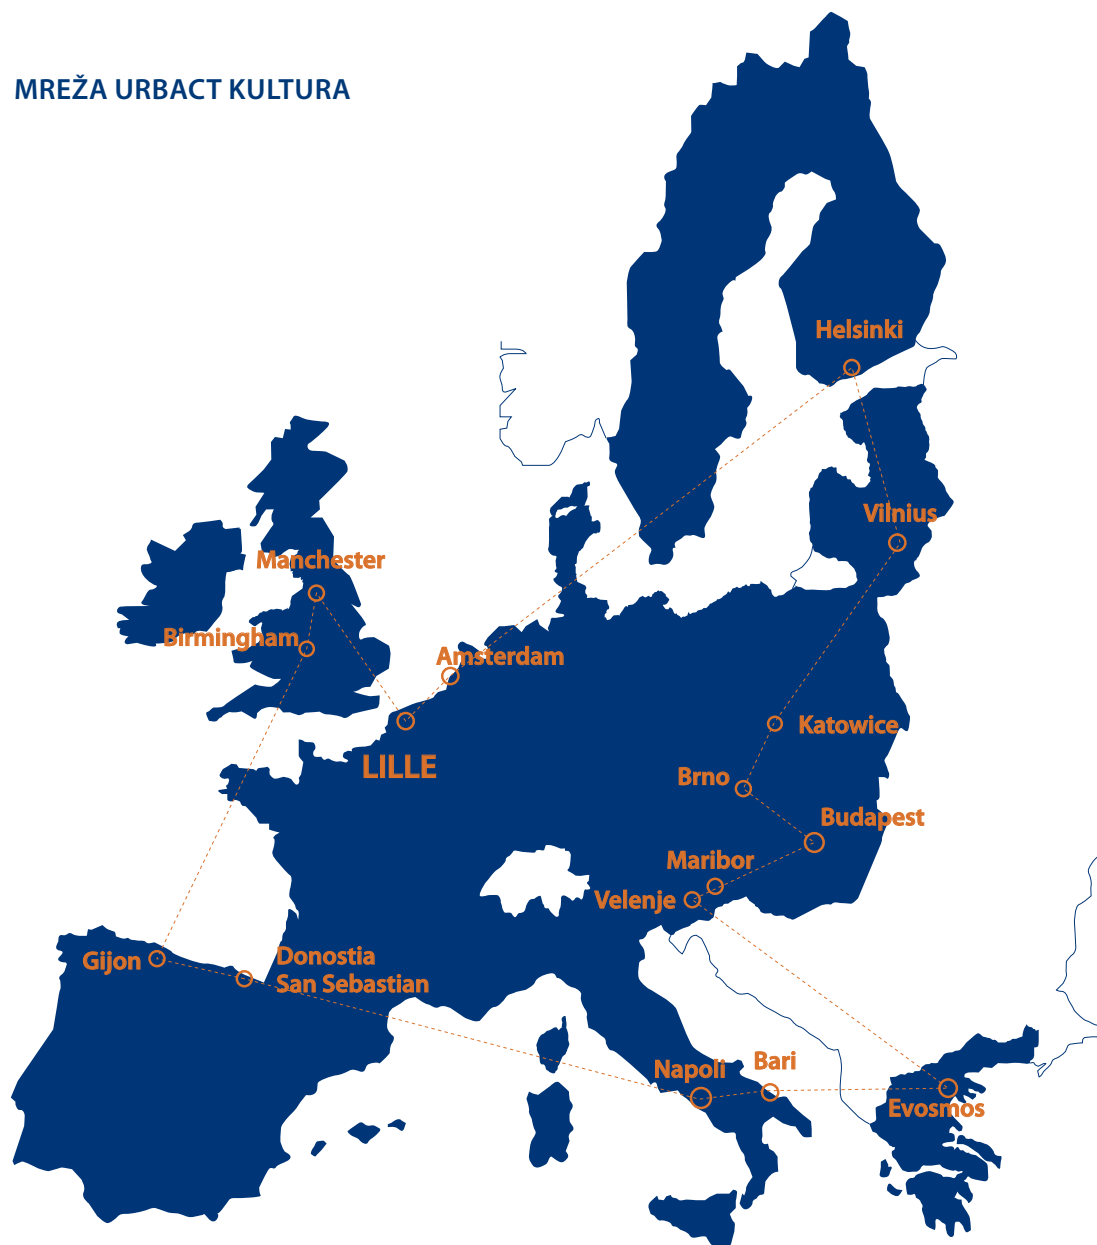 MREŽA URBACT KULTURA
Helsinki
Vilnius
Manchester
Birmingham
Amsterdam
Katowice
LILLE
Brno
Budapest
Maribor
Velenje
Gijon
Donostia
San Sebastian
Bari
Napoli
Evosmos